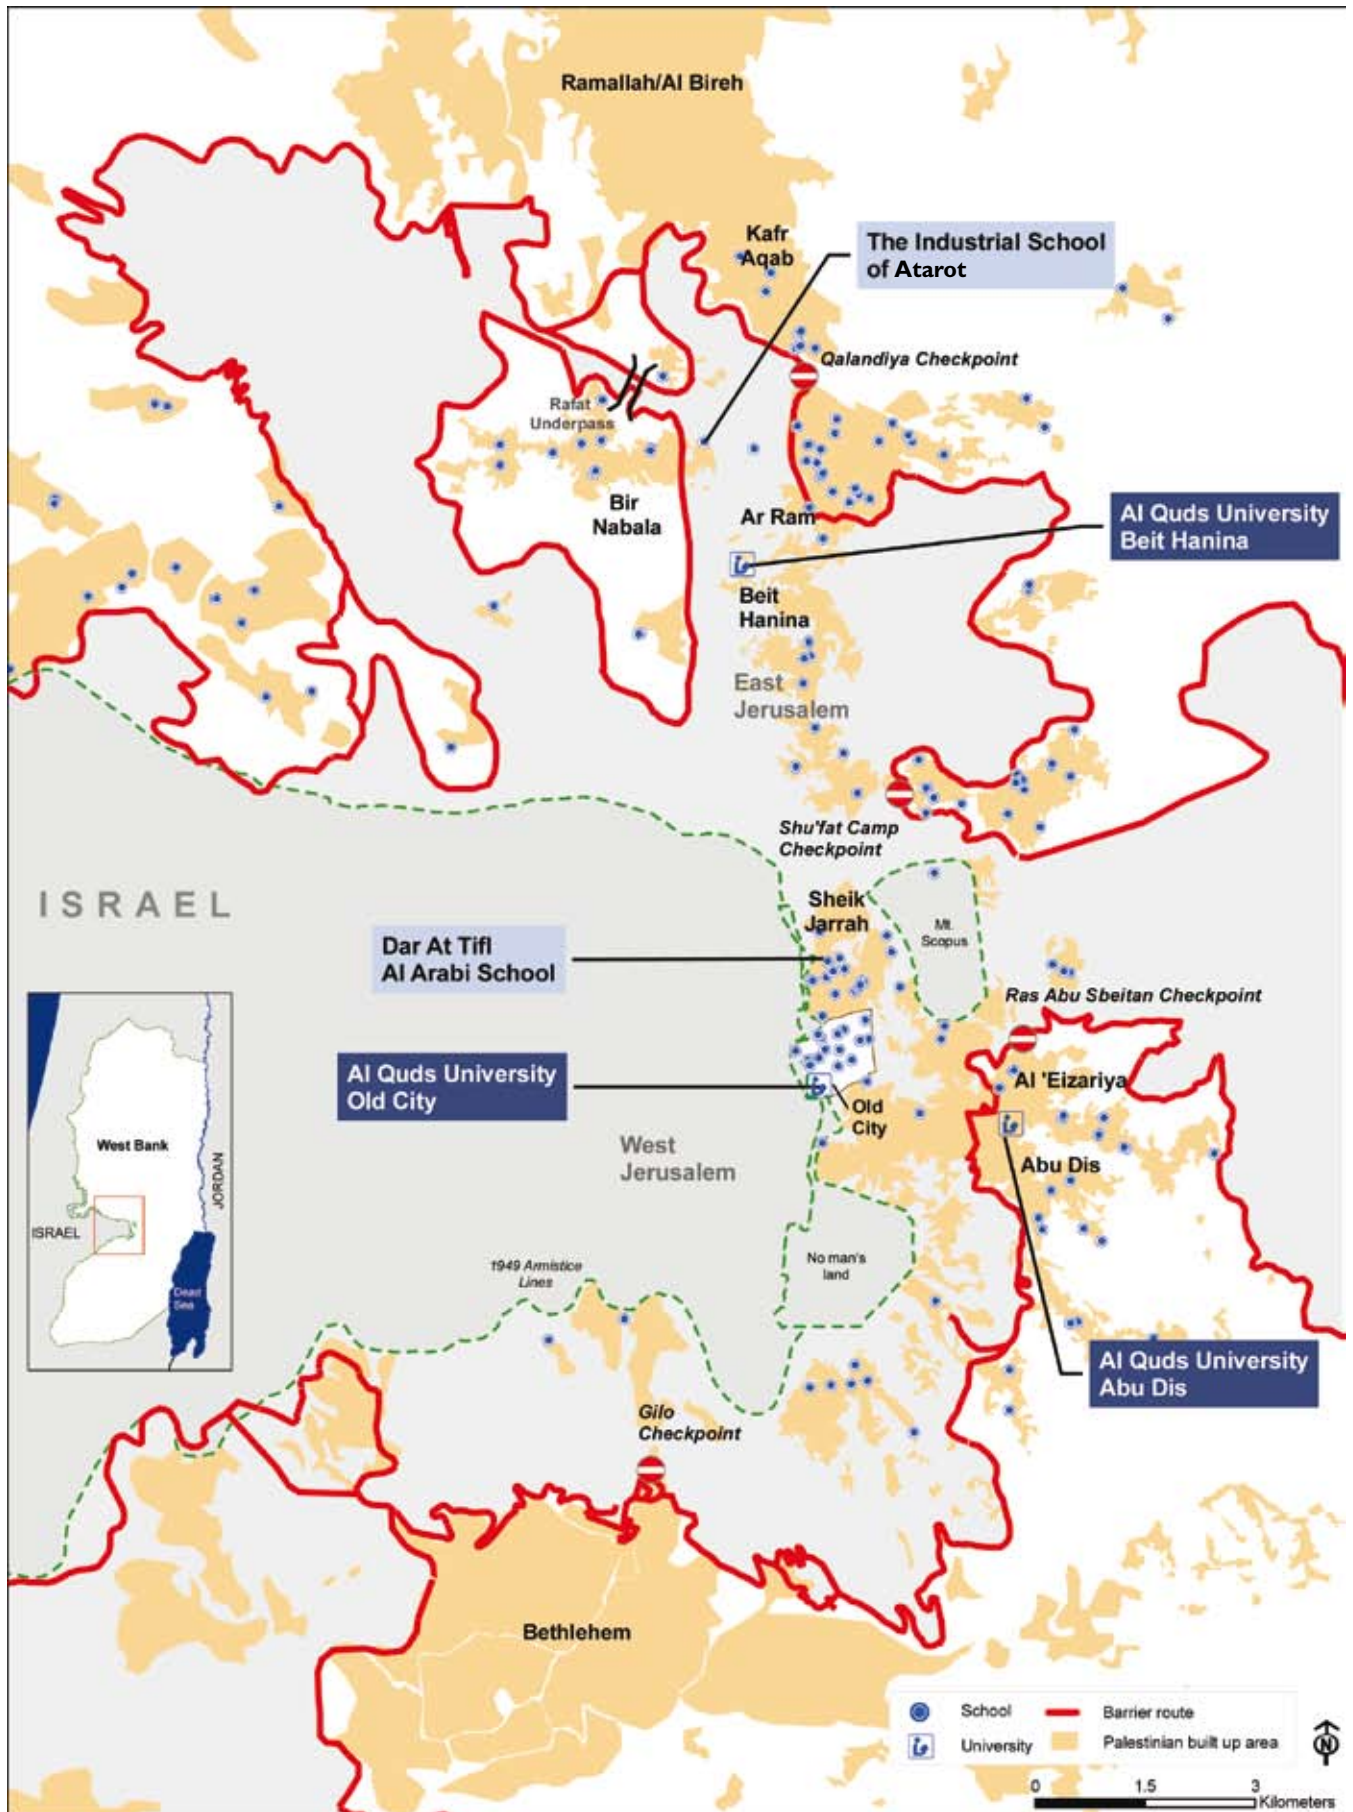 Ramallah/Al Bireh
Kafr
Aqab
The Industrial School
of Atarot
Qalandiya Checkpoint
Rafat
Underpass
Bir
Nabala
Ar Ram
Al Quds University
Beit Hanina
Beit
Hanina
East
Jerusalem
Shu'fat Camp
Checkpoint
ISRAEL
Sheik
Jarrah
Mt.
Scopus
Dar At Tifl
Al Arabi School
Ras Abu Sbeitan Checkpoint
Al Quds University
Old City
Al 'Eizariya
Old
City
West
Jerusalem
Abu Dis
West Bank
JORDAN
ISRAEL
Dead
Sea
No man's
land
1949 Armistice
Lines
Al Quds University
Abu Dis
Gilo
Checkpoint
Bethlehem
School
Barrier route
University
Palestinian built up area
N
0 1.5 3
Kilometers